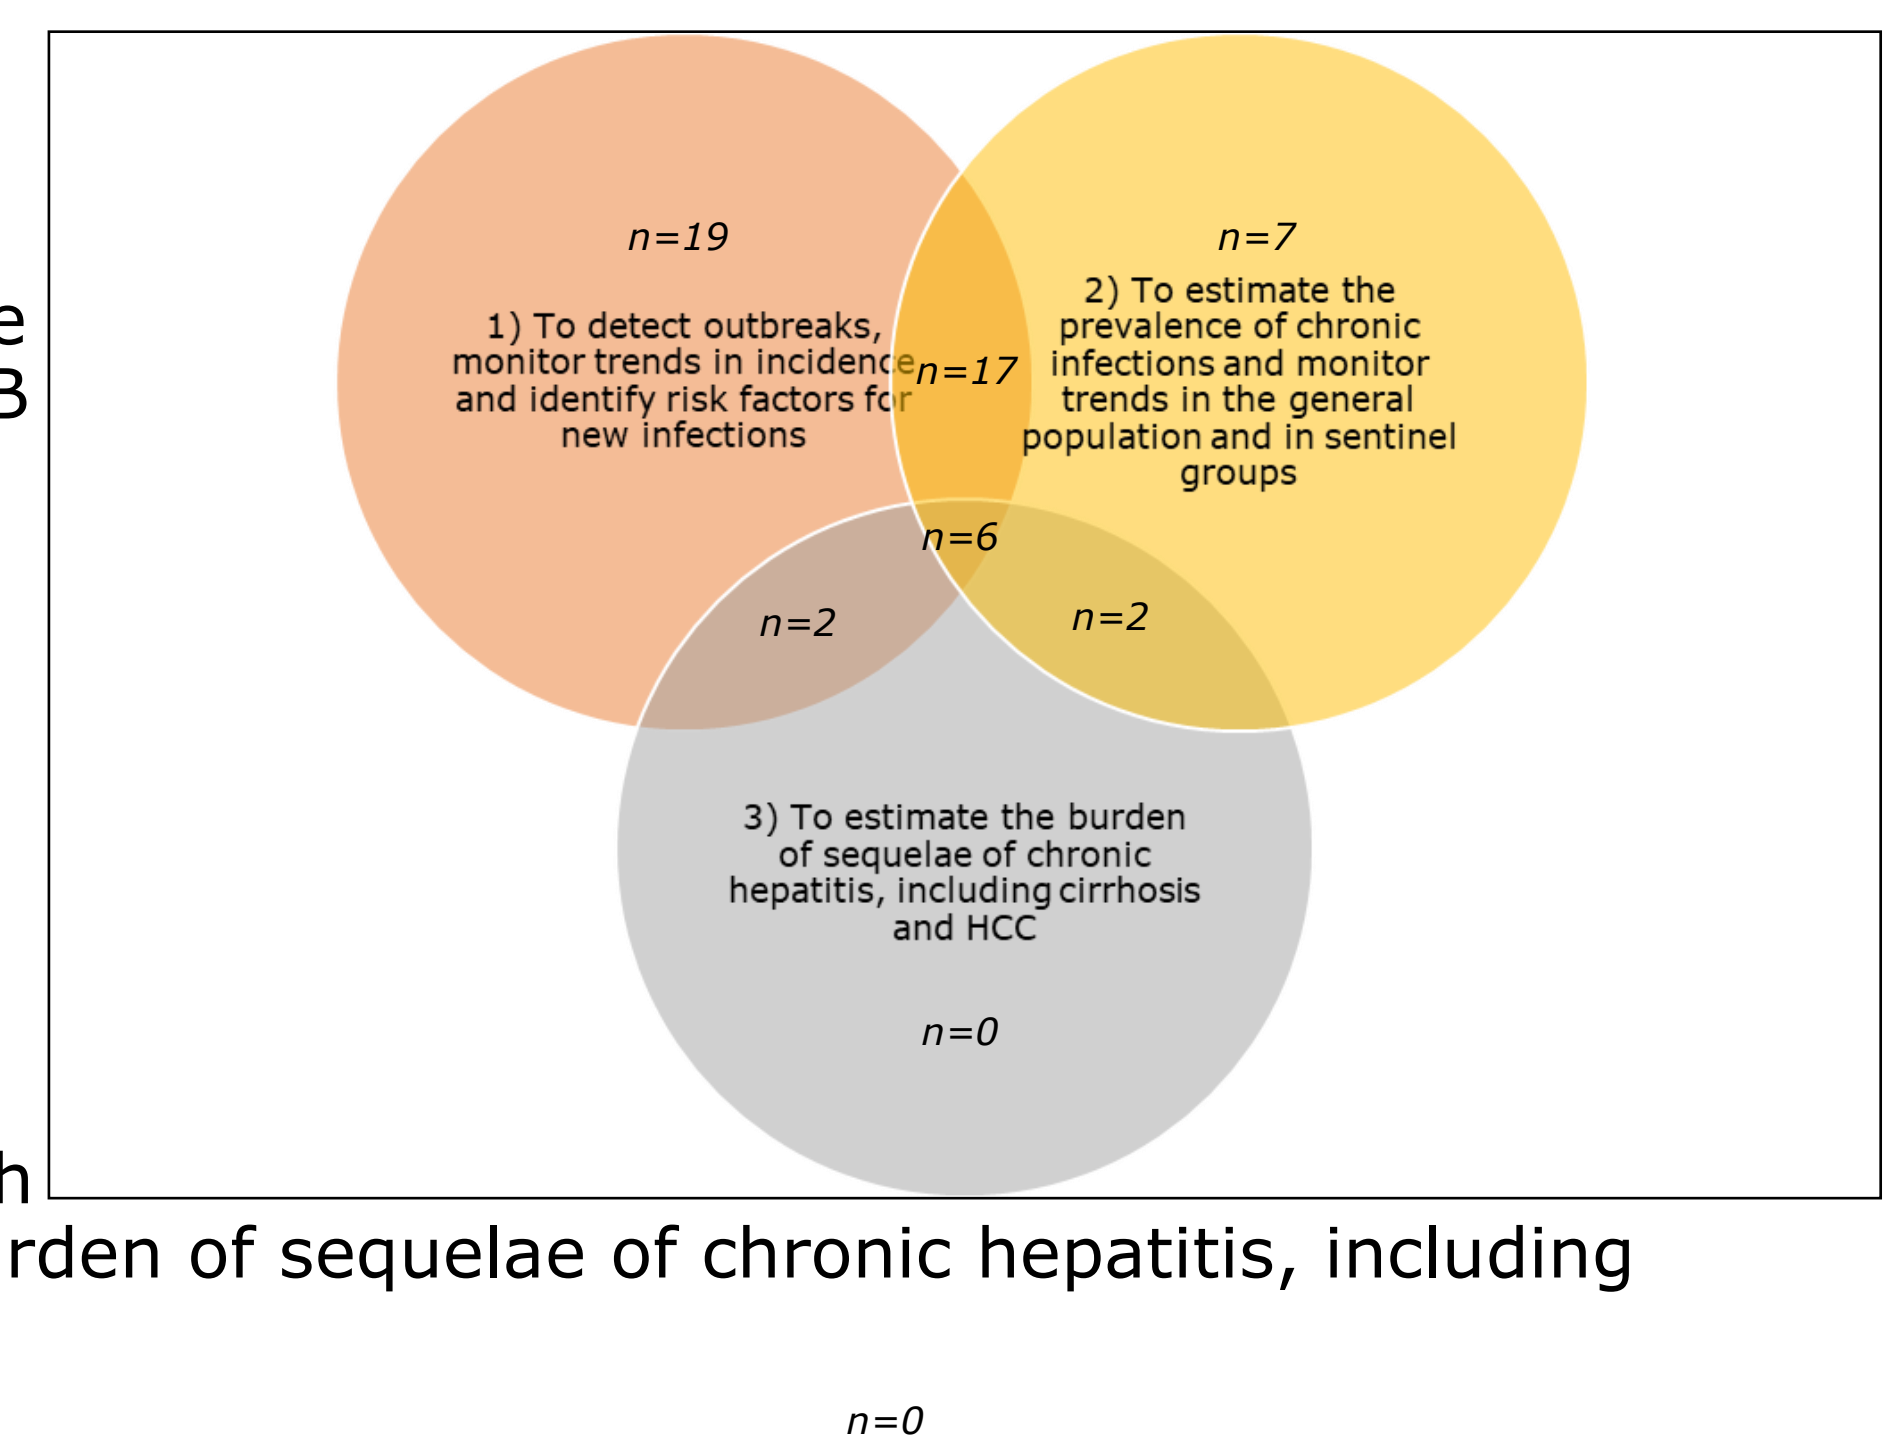 n=19
1) To detect outbreaks,
monitor trends in incidence
and identify risk factors for
new infections
n=17
n=7
2) To estimate the
prevalence of chronic
infections and monitor
trends in the general
population and in sentinel
groups
n=6
n=2
n=2
3) To estimate the burden
of sequelae of chronic
hepatitis, including cirrhosis
and HCC
n=0
e
B
h
rden of sequelae of chronic hepatitis, including
n=0